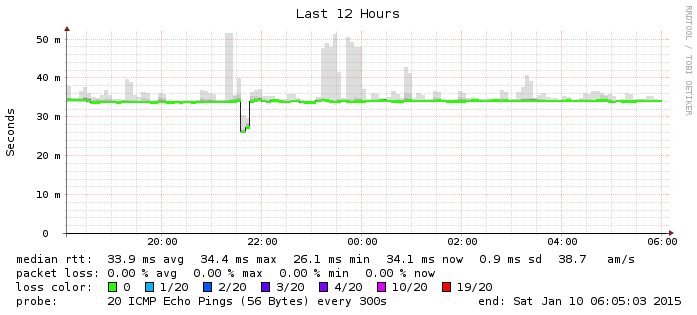 Last 12 Hours
RRDTOOL / TOBI OETIKER
Seconds
50 m
40 m
30 m
20 m
10 m
0
20:00 22:00 00:00 02:00 04:00 06:00
median rtt: 33.9 ms avg 34.4 ms max 26.1 ms min 34.1 ms now 0.9 ms sd 38.7 am/s
packet loss: 0.00 % avg 0.00 % max 0.00 % min 0.00 % now
loss color: 0 1/20 2/20 3/20 4/20 10/20 19/20
probe: 20 ICMP Echo Pings (56 Bytes) every 300s end: Sat Jan 10 06:05:03 2015